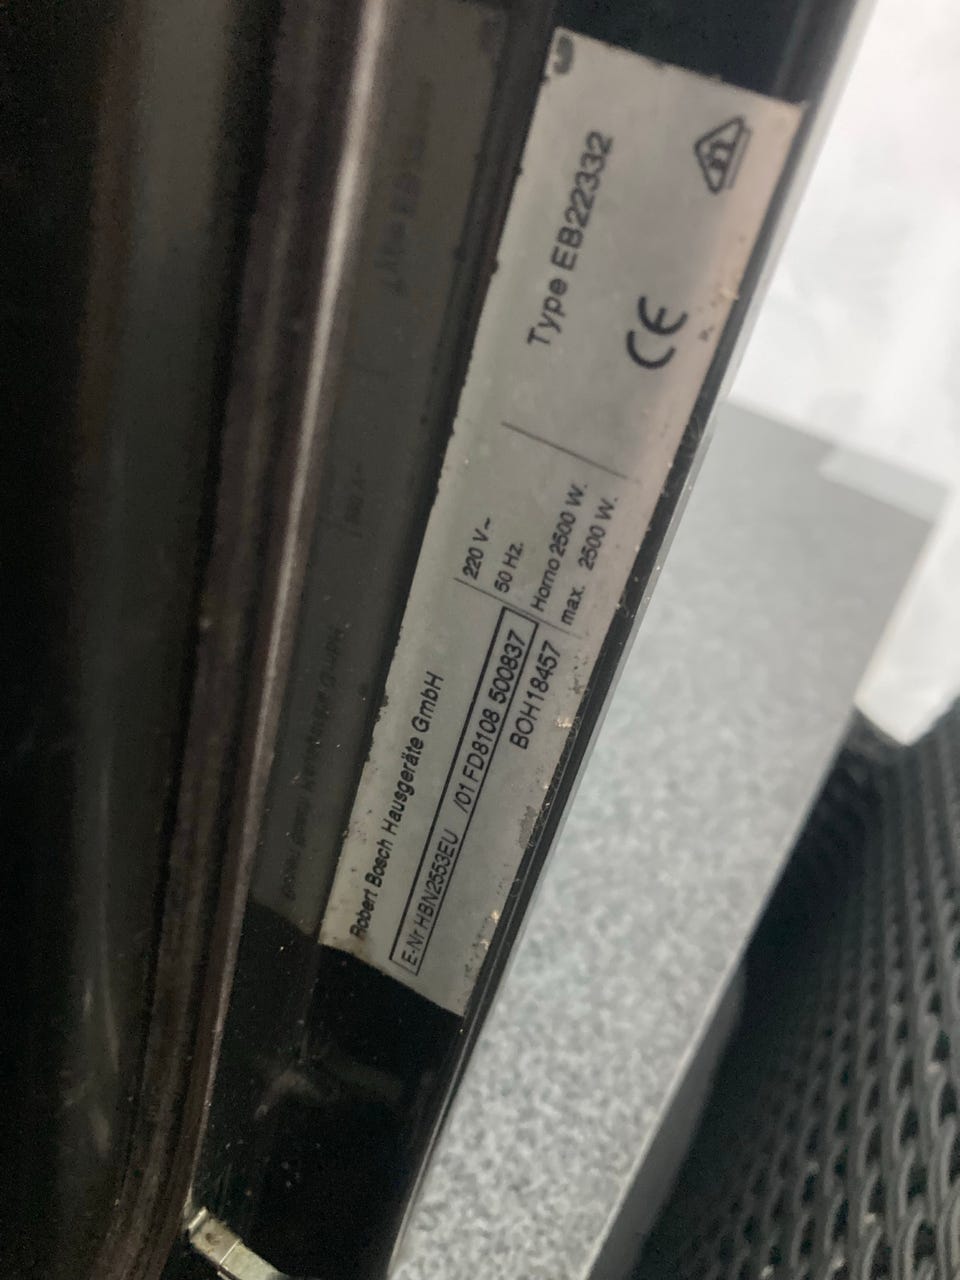 Robert Bosch Hausgeräte GmbH
E-Nr HBN2553EU /01 FD8108 500837
BOH18457
220 V~
50 Hz.
Horno 2500 W.
max. 2500 W.
Type EB22332
CE